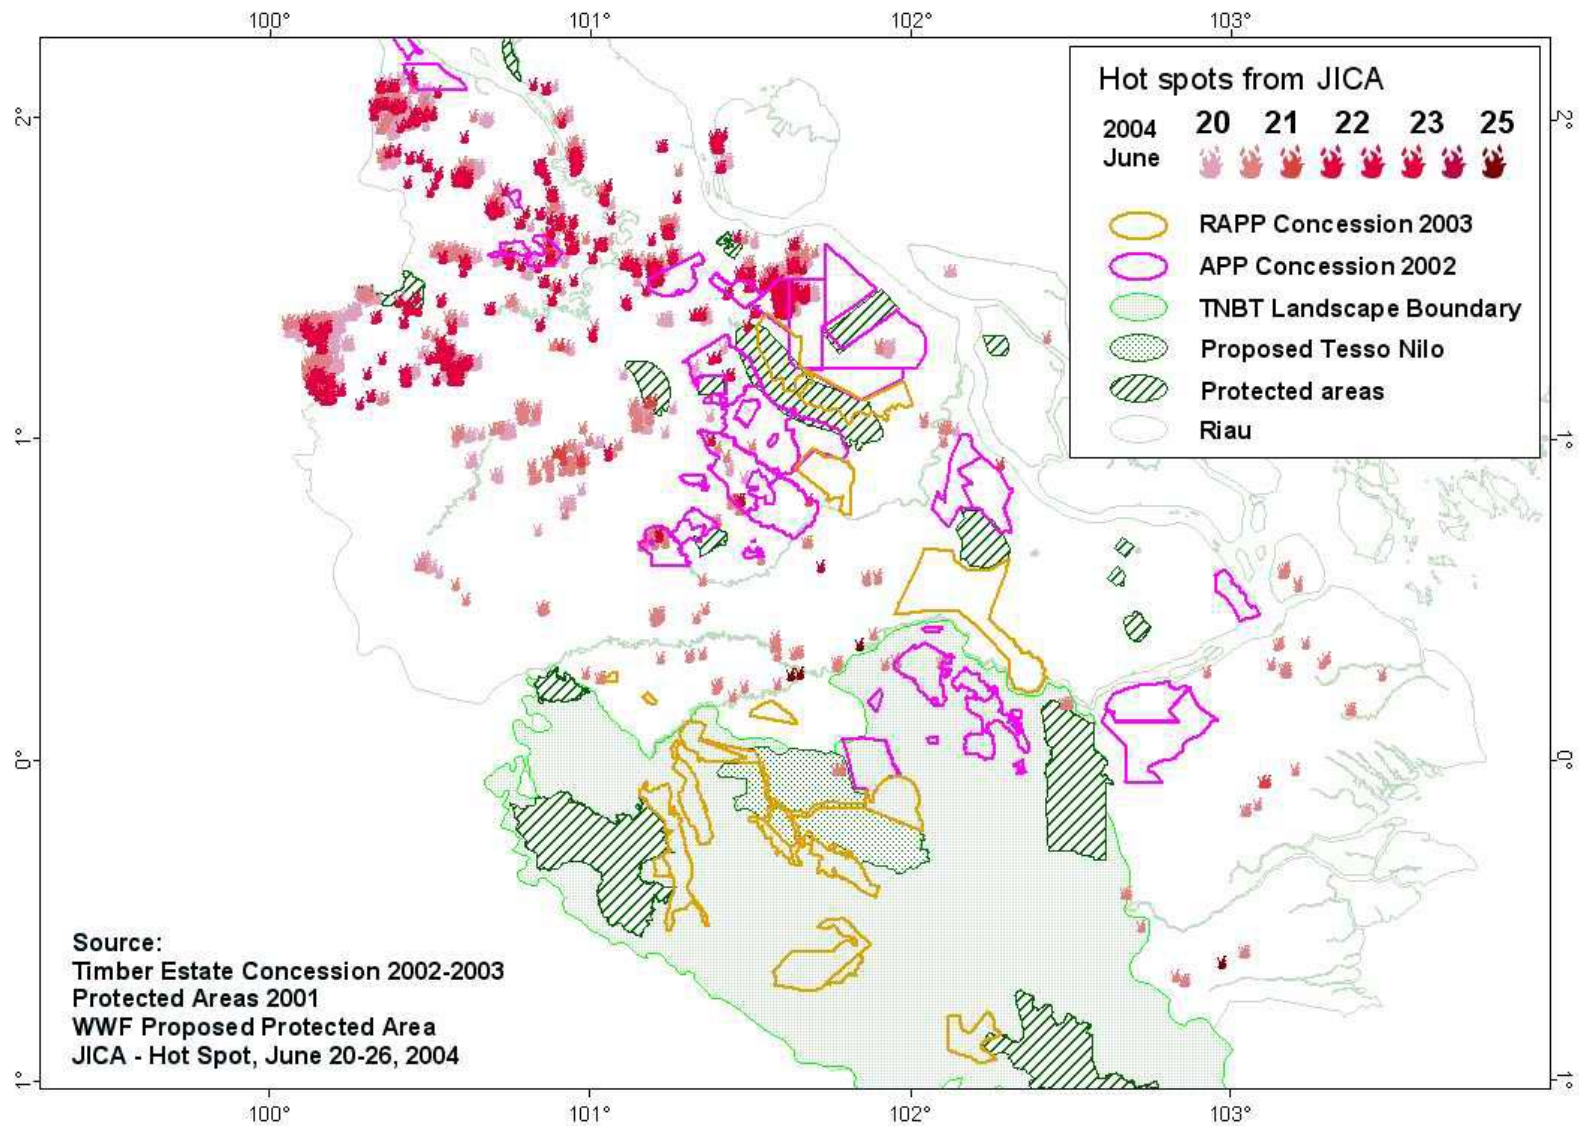 100° 101° 102° 103°
Hot spots from JICA
2004 20 21 22 23 25
June
RAPP Concession 2003
APP Concession 2002
TNBT Landscape Boundary
Proposed Tesso Nilo
Protected areas
Riau
2° 2°
1° 1°
0° 0°
1° 1°
Source:
Timber Estate Concession 2002-2003
Protected Areas 2001
WWF Proposed Protected Area
JICA - Hot Spot, June 20-26, 2004
100° 101° 102° 103°